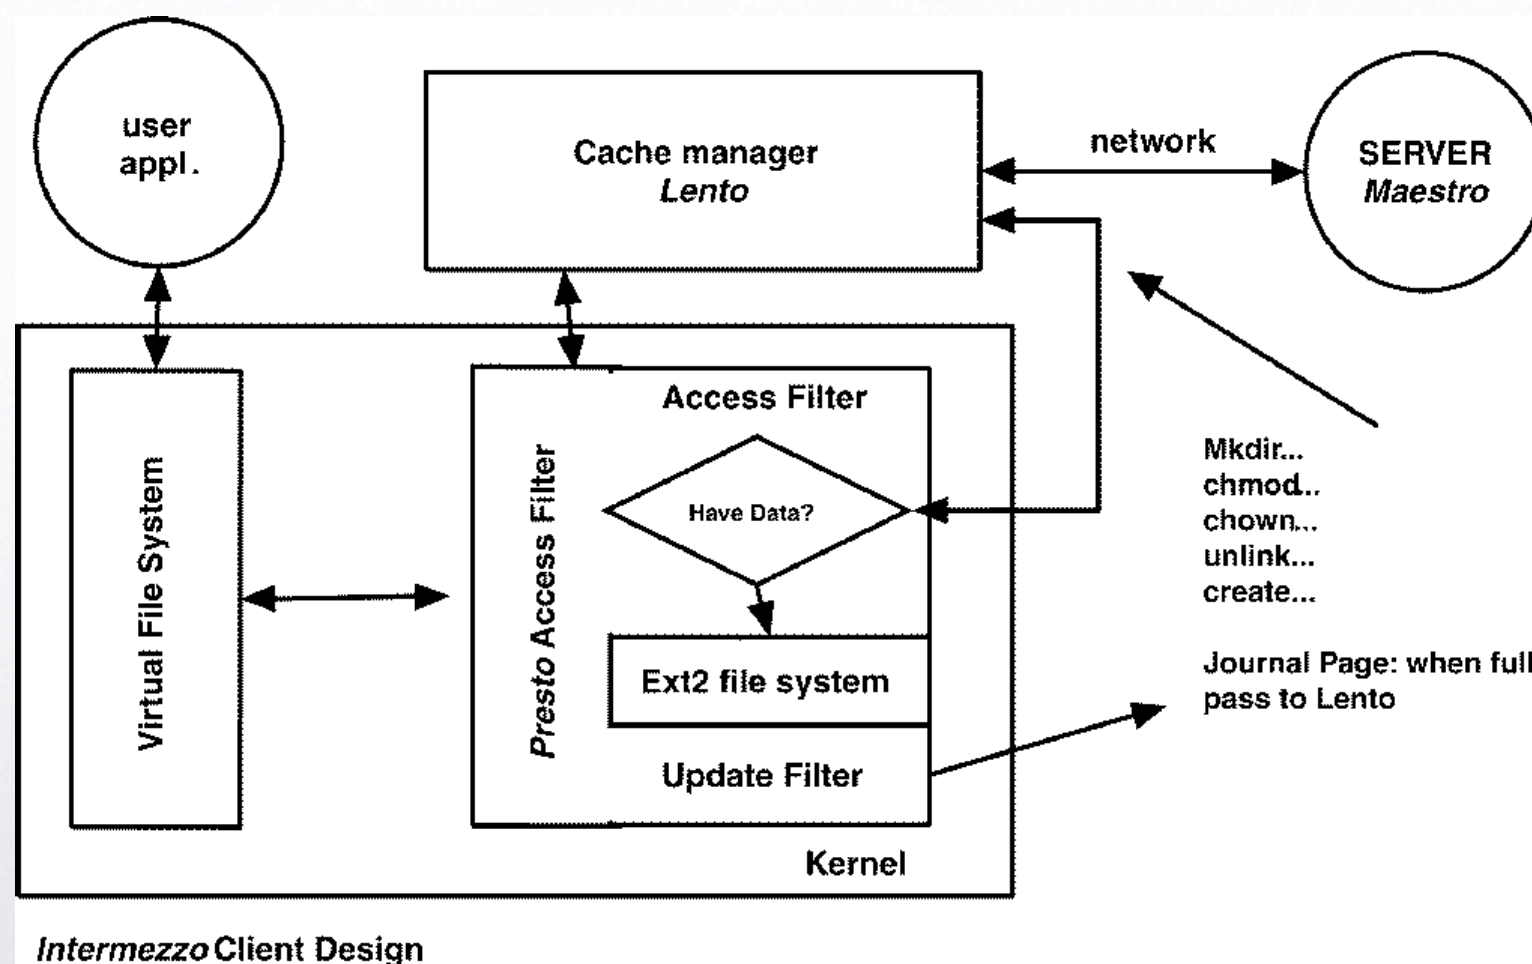 user
appl.
Cache manager
Lento
network
SERVER
Maestro
Virtual File System
Presto Access Filter
Access Filter
Have Data?
Ext2 file system
Update Filter
Kernel
Mkdir...
chmod...
chown...
unlink...
create...
Journal Page: when full
pass to Lento
Intermezzo Client Design